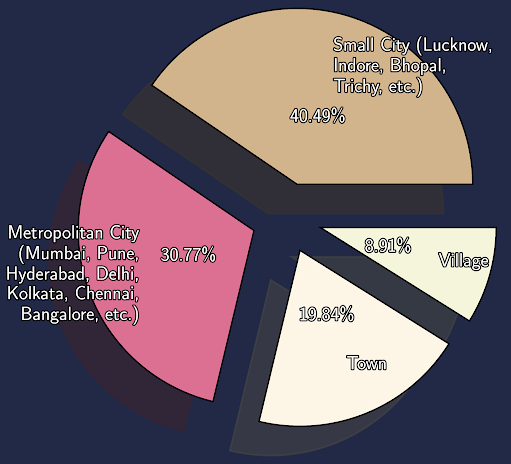 Small City (Lucknow,
Indore, Bhopal,
Trichy, etc.)
40.49%
Metropolitan City
(Mumbai, Pune,
Hyderabad, Delhi,
Kolkata, Chennai,
Bangalore, etc.)
30.77%
8.91%
Village
19.84%
Town